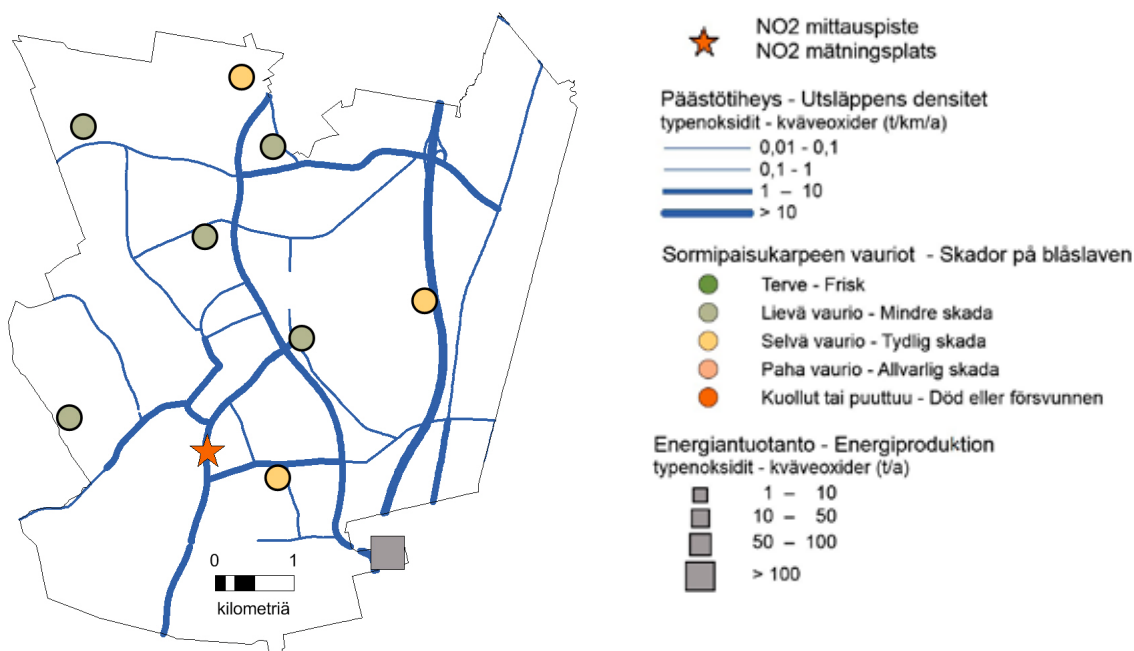 NO2 mittauspiste
NO2 mätningsplats
Päästötiheys - Utsläppens densitet
typenoksidit - kväveoxider (t/km/a)
0,01 - 0,1
0,1 - 1
1 – 10
> 10
Sormipaisukarpeen vauriot - Skador på blåslaven
Terve - Frisk
Lievä vaurio - Mindre skada
Selvä vaurio - Tydlig skada
Paha vaurio - Allvarlig skada
Kuollut tai puuttuu - Död eller försvunnen
Energiantuotanto - Energiproduktion
typenoksidit - kväveoxider (t/a)
1 – 10
10 – 50
50 – 100
> 100
0 1
kilometriä